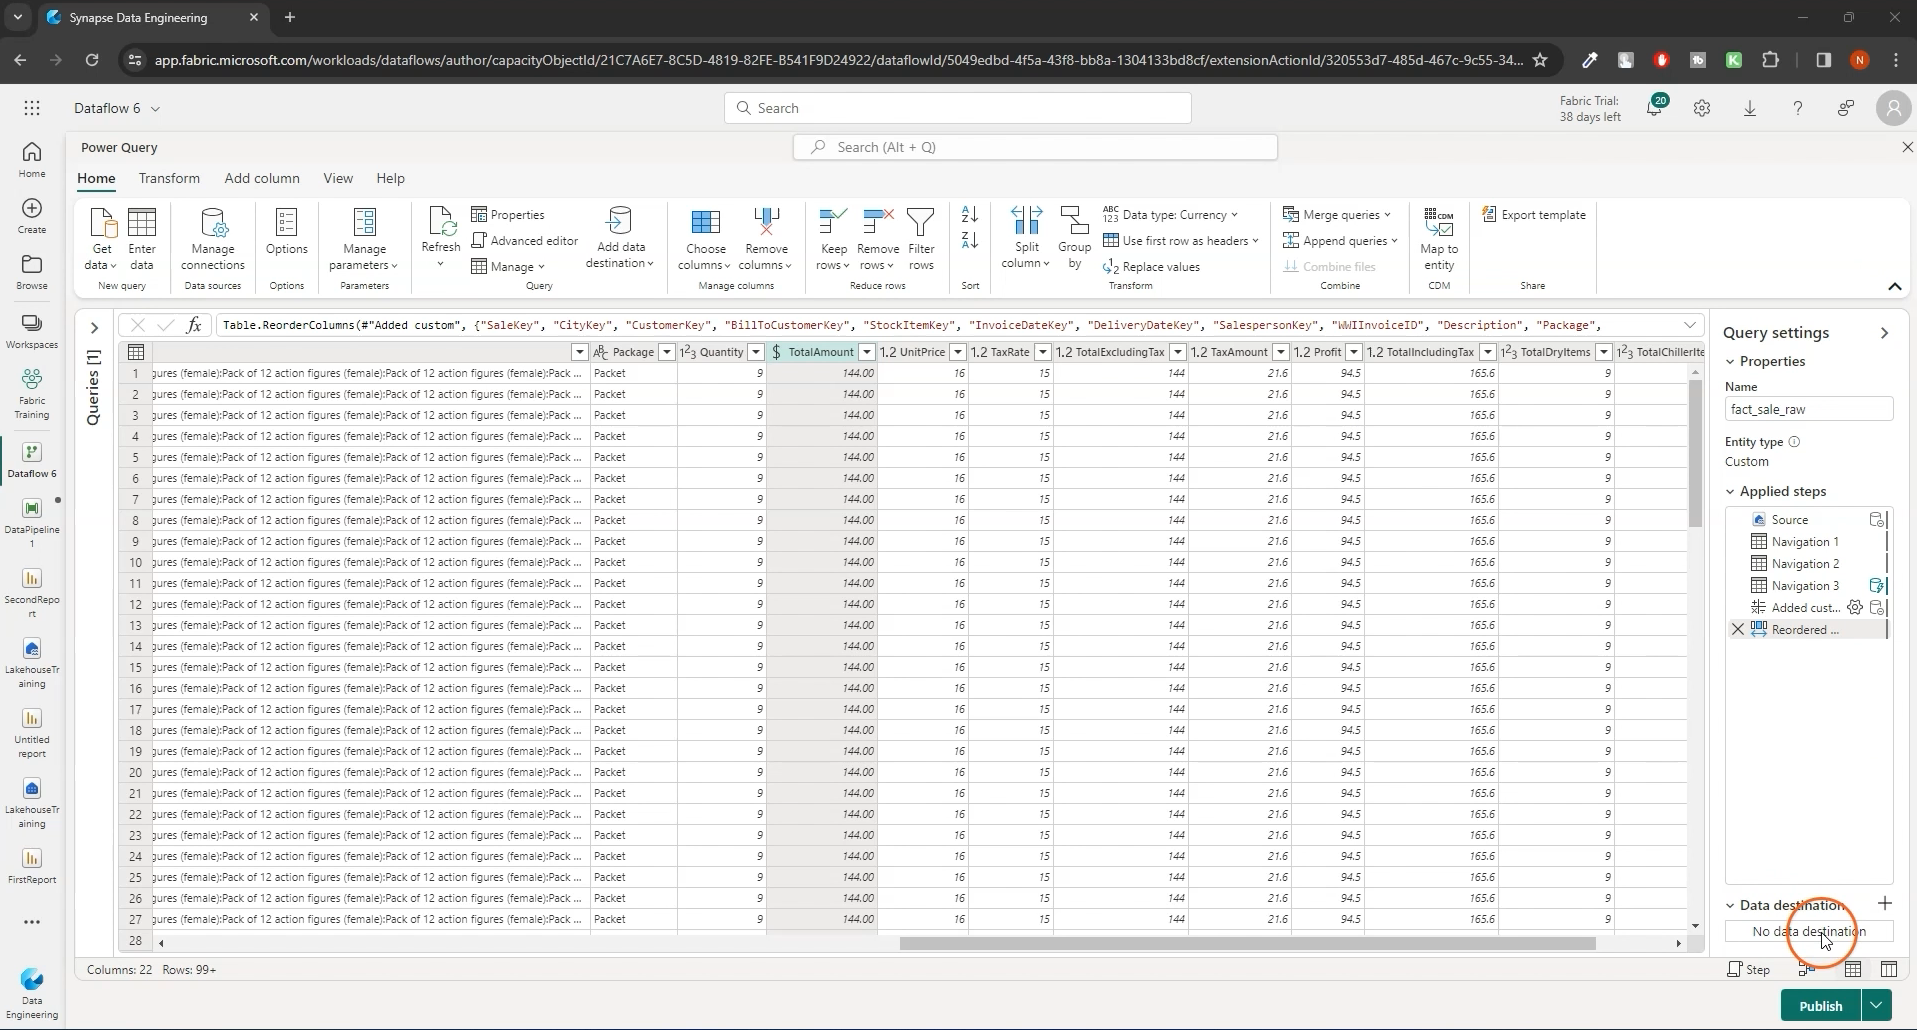 Synapse Data Engineering
app.fabric.microsoft.com/workloads/dataflows/author/capacityObjectId/21C7A6E7-8C5D-4819-82FE-B541F9D24922/dataflowId/5049edbd-4f5a-43f8-bb8a-1304133bd8cf/extensionActionId/320553d7-485d-467c-9c55-34...
N
Dataflow 6
Search
Fabric Trial:
38 days left
20
Power Query
Search (Alt + Q)
Home Transform Add column View Help
Get data
Enter data
New query
Manage connections
Data sources
Options
Options
Manage parameters
Parameters
Refresh
Properties
Advanced editor
Manage
Add data destination
Query
Choose columns
Remove columns
Manage columns
Keep rows
Remove rows
Filter rows
Reduce rows
Sort
Split column
Group by
Data type: Currency
Use first row as headers
Replace values
Transform
Merge queries
Append queries
Combine files
Combine
Map to entity
CDM
Export template
Share
Home
Create
Browse
Workspaces
Fabric Training
Dataflow 6
DataPipeline 1
SecondRepo rt
LakehouseTr aining
Untitled report
LakehouseTr aining
FirstReport
Data Engineering
Queries [1]
fx Table.ReorderColumns(#"Added custom", {"SaleKey", "CityKey", "CustomerKey", "BillToCustomerKey", "StockItemKey", "InvoiceDateKey", "DeliveryDateKey", "SalespersonKey", "WWIInvoiceID", "Description", "Package",
Package Quantity $ TotalAmount 1.2 UnitPrice 1.2 TaxRate 1.2 TotalExcludingTax 1.2 TaxAmount 1.2 Profit 1.2 TotalIncludingTax TotalDryItems TotalChillerIte
1 gures (female):Pack of 12 action figures (female):Pack of 12 action figures (female):Pack ... Packet 9 144.00 16 15 144 21.6 94.5 165.6 9
2 gures (female):Pack of 12 action figures (female):Pack of 12 action figures (female):Pack ... Packet 9 144.00 16 15 144 21.6 94.5 165.6 9
3 gures (female):Pack of 12 action figures (female):Pack of 12 action figures (female):Pack ... Packet 9 144.00 16 15 144 21.6 94.5 165.6 9
4 gures (female):Pack of 12 action figures (female):Pack of 12 action figures (female):Pack ... Packet 9 144.00 16 15 144 21.6 94.5 165.6 9
5 gures (female):Pack of 12 action figures (female):Pack of 12 action figures (female):Pack ... Packet 9 144.00 16 15 144 21.6 94.5 165.6 9
6 gures (female):Pack of 12 action figures (female):Pack of 12 action figures (female):Pack ... Packet 9 144.00 16 15 144 21.6 94.5 165.6 9
7 gures (female):Pack of 12 action figures (female):Pack of 12 action figures (female):Pack ... Packet 9 144.00 16 15 144 21.6 94.5 165.6 9
8 gures (female):Pack of 12 action figures (female):Pack of 12 action figures (female):Pack ... Packet 9 144.00 16 15 144 21.6 94.5 165.6 9
9 gures (female):Pack of 12 action figures (female):Pack of 12 action figures (female):Pack ... Packet 9 144.00 16 15 144 21.6 94.5 165.6 9
10 gures (female):Pack of 12 action figures (female):Pack of 12 action figures (female):Pack ... Packet 9 144.00 16 15 144 21.6 94.5 165.6 9
11 gures (female):Pack of 12 action figures (female):Pack of 12 action figures (female):Pack ... Packet 9 144.00 16 15 144 21.6 94.5 165.6 9
12 gures (female):Pack of 12 action figures (female):Pack of 12 action figures (female):Pack ... Packet 9 144.00 16 15 144 21.6 94.5 165.6 9
13 gures (female):Pack of 12 action figures (female):Pack of 12 action figures (female):Pack ... Packet 9 144.00 16 15 144 21.6 94.5 165.6 9
14 gures (female):Pack of 12 action figures (female):Pack of 12 action figures (female):Pack ... Packet 9 144.00 16 15 144 21.6 94.5 165.6 9
15 gures (female):Pack of 12 action figures (female):Pack of 12 action figures (female):Pack ... Packet 9 144.00 16 15 144 21.6 94.5 165.6 9
16 gures (female):Pack of 12 action figures (female):Pack of 12 action figures (female):Pack ... Packet 9 144.00 16 15 144 21.6 94.5 165.6 9
17 gures (female):Pack of 12 action figures (female):Pack of 12 action figures (female):Pack ... Packet 9 144.00 16 15 144 21.6 94.5 165.6 9
18 gures (female):Pack of 12 action figures (female):Pack of 12 action figures (female):Pack ... Packet 9 144.00 16 15 144 21.6 94.5 165.6 9
19 gures (female):Pack of 12 action figures (female):Pack of 12 action figures (female):Pack ... Packet 9 144.00 16 15 144 21.6 94.5 165.6 9
20 gures (female):Pack of 12 action figures (female):Pack of 12 action figures (female):Pack ... Packet 9 144.00 16 15 144 21.6 94.5 165.6 9
21 gures (female):Pack of 12 action figures (female):Pack of 12 action figures (female):Pack ... Packet 9 144.00 16 15 144 21.6 94.5 165.6 9
22 gures (female):Pack of 12 action figures (female):Pack of 12 action figures (female):Pack ... Packet 9 144.00 16 15 144 21.6 94.5 165.6 9
23 gures (female):Pack of 12 action figures (female):Pack of 12 action figures (female):Pack ... Packet 9 144.00 16 15 144 21.6 94.5 165.6 9
24 gures (female):Pack of 12 action figures (female):Pack of 12 action figures (female):Pack ... Packet 9 144.00 16 15 144 21.6 94.5 165.6 9
25 gures (female):Pack of 12 action figures (female):Pack of 12 action figures (female):Pack ... Packet 9 144.00 16 15 144 21.6 94.5 165.6 9
26 gures (female):Pack of 12 action figures (female):Pack of 12 action figures (female):Pack ... Packet 9 144.00 16 15 144 21.6 94.5 165.6 9
27 gures (female):Pack of 12 action figures (female):Pack of 12 action figures (female):Pack ... Packet 9 144.00 16 15 144 21.6 94.5 165.6 9
28
Columns: 22 Rows: 99+
Query settings
Properties
Name
fact_sale_raw
Entity type
Custom
Applied steps
Source
Navigation 1
Navigation 2
Navigation 3
Added cust...
Reordered ...
Data destination
No data destination
Step
Publish